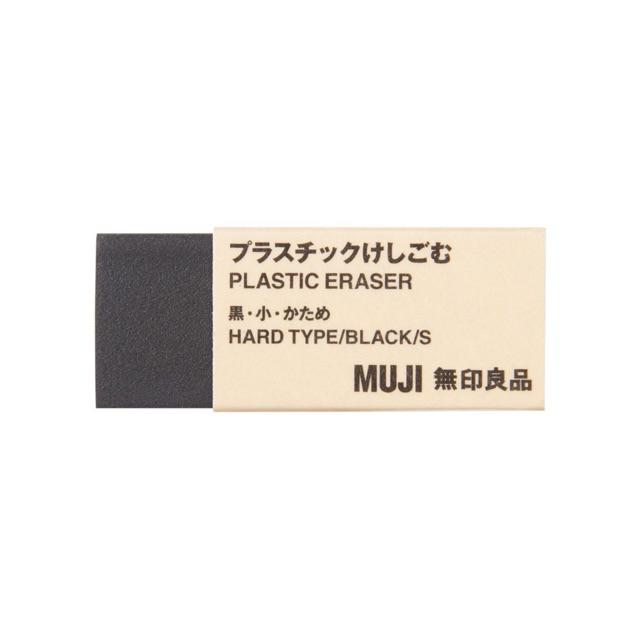 プラスチックけしごむ
PLASTIC ERASER
黒・小・かため
HARD TYPE/BLACK/S
MUJI 無印良品